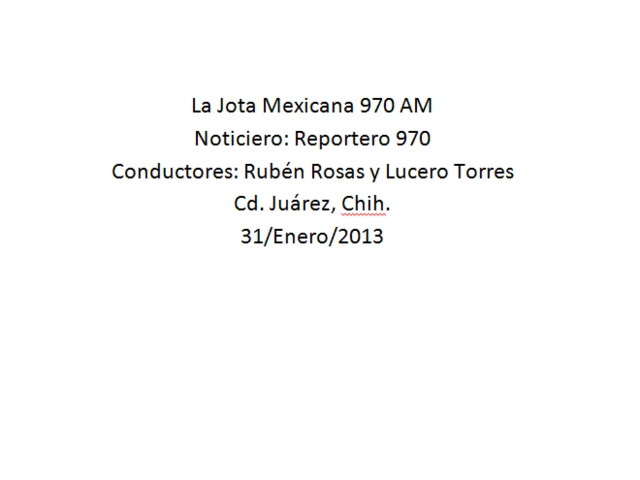 La Jota Mexicana 970 AM
Noticiero: Reportero 970
Conductores: Rubén Rosas y Lucero Torres
Cd. Juárez, Chih.
31/Enero/2013